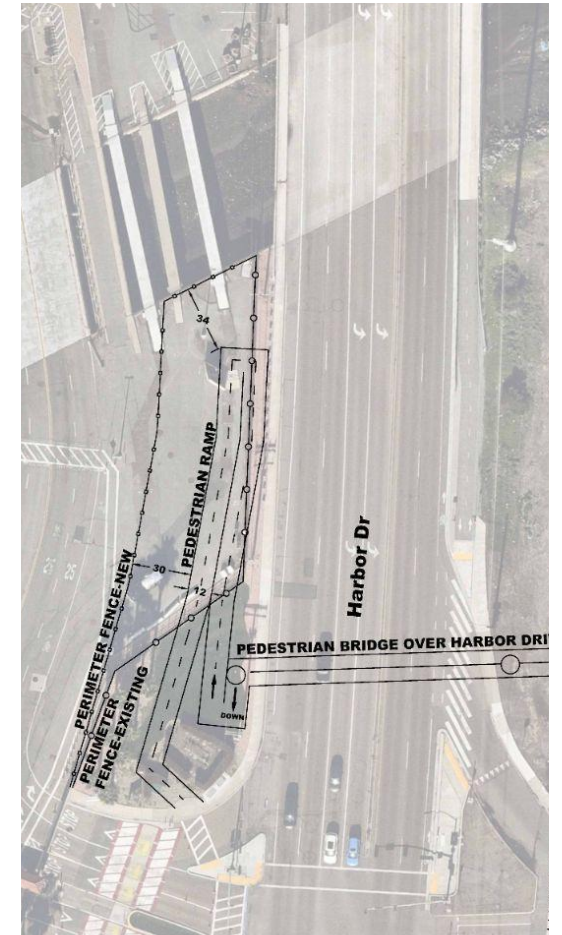 34
PEDESTRIAN RAMP
30
12
PERIMETER FENCE-NEW
PERIMETER
FENCE-EXISTING
Harbor Dr
PEDESTRIAN BRIDGE OVER HARBOR DRI
DOWN